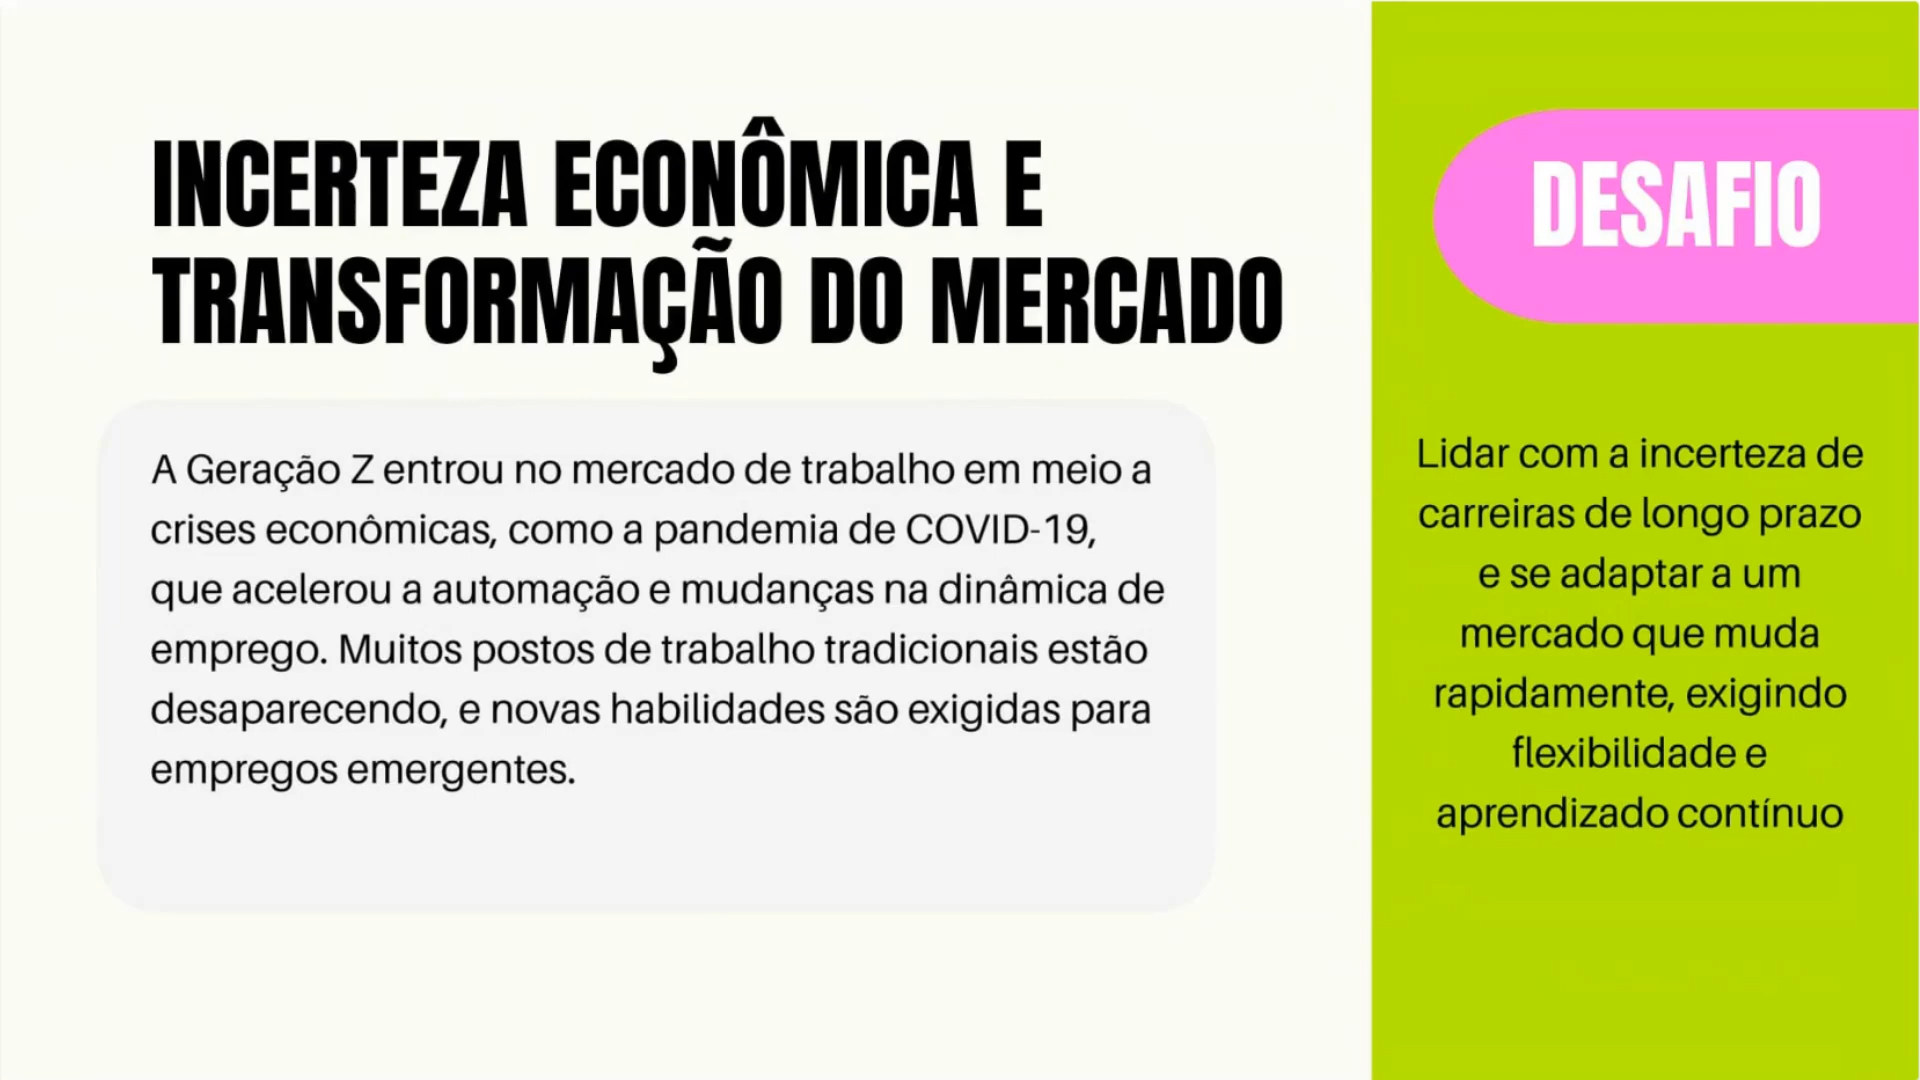 INCERTEZA ECONÔMICA E
TRANSFORMAÇÃO DO MERCADO
A Geração Z entrou no mercado de trabalho em meio a
crises econômicas, como a pandemia de COVID-19,
que acelerou a automação e mudanças na dinâmica de
emprego. Muitos postos de trabalho tradicionais estão
desaparecendo, e novas habilidades são exigidas para
empregos emergentes.
DESAFIO
Lidar com a incerteza de
carreiras de longo prazo
e se adaptar a um
mercado que muda
rapidamente, exigindo
flexibilidade e
aprendizado contínuo